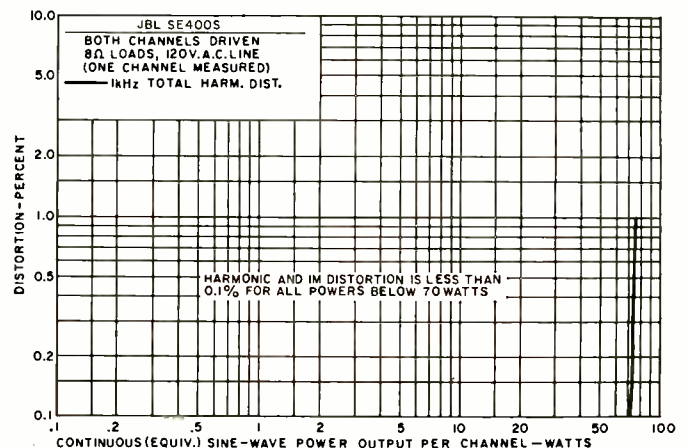 JBL SE400S
BOTH CHANNELS DRIVEN
8Ω LOADS, 120V.A.C. LINE
(ONE CHANNEL MEASURED)
1kHz TOTAL HARM. DIST.
DISTORTION-PERCENT
10.0
5.0
2.0
1.0
0.5
0.2
0.1
HARMONIC AND IM DISTORTION IS LESS THAN
0.1% FOR ALL POWERS BELOW 70 WATTS
.1 .2 .5 1 2 5 10 20 50 100
CONTINUOUS (EQUIV.) SINE-WAVE POWER OUTPUT PER CHANNEL—WATTS